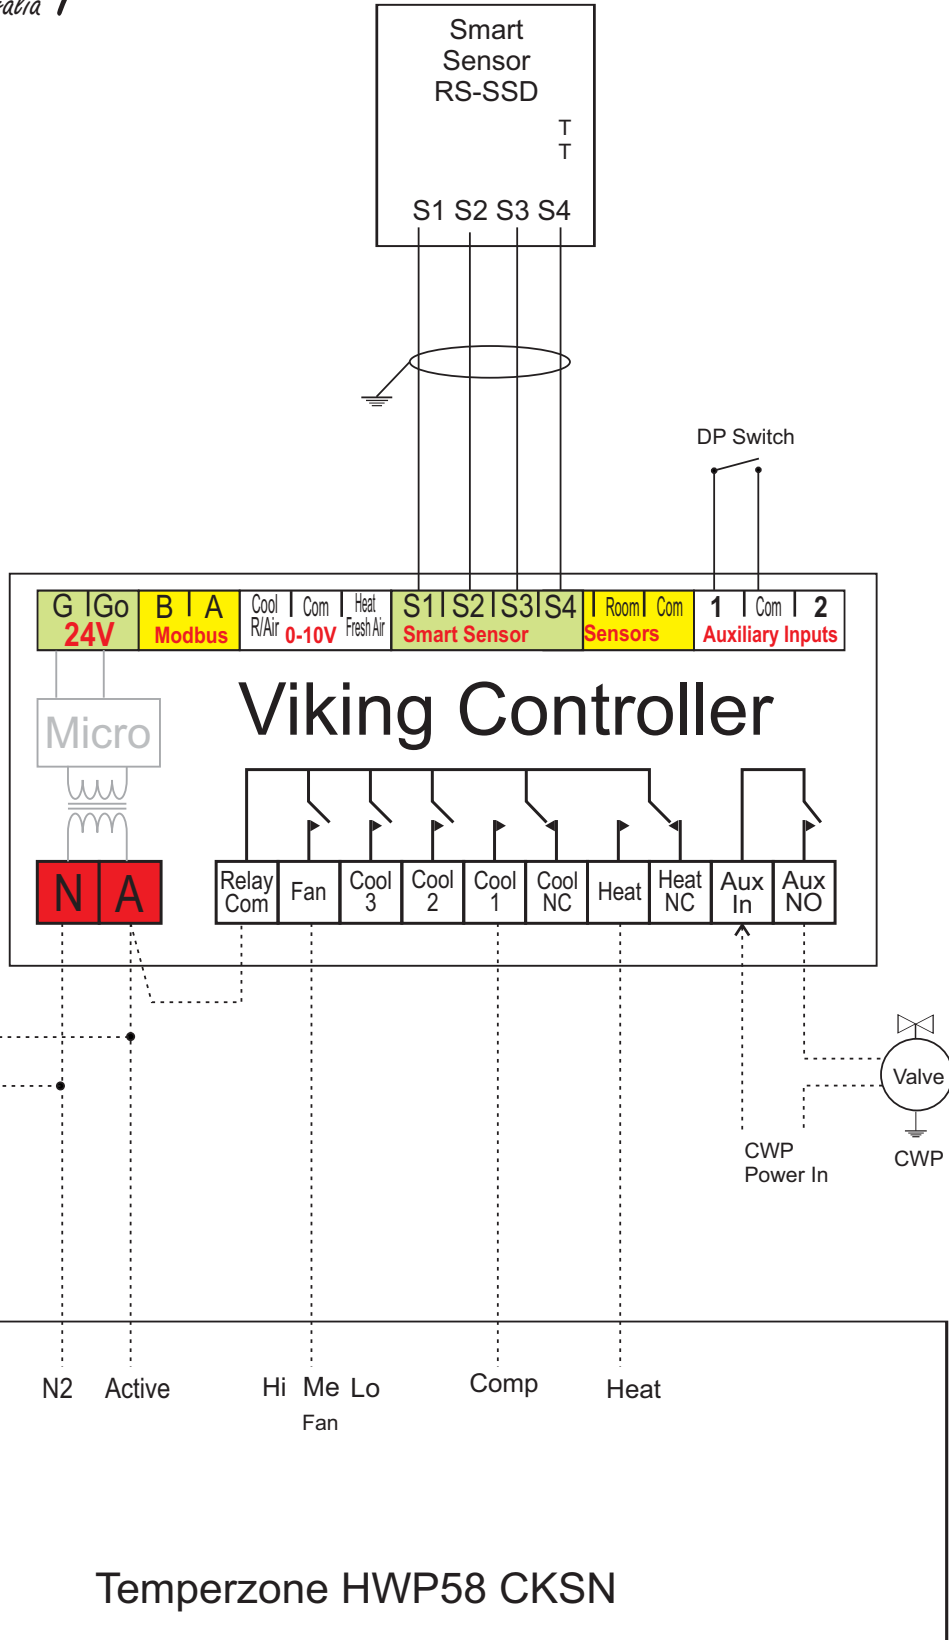 Smart
Sensor
RS-SSD
T
T
S1 S2 S3 S4
DP Switch
G Go B A Cool Com Heat S1 S2 S3 S4 Room Com 1 Com 2
R/Air Fresh Air
24V Modbus 0-10V Smart Sensor Sensors Auxiliary Inputs
Viking Controller
Micro
N A Relay Com Fan Cool 3 Cool 2 Cool 1 Cool NC Heat Heat NC Aux In Aux NO
Valve
CWP
Power In
CWP
N2 Active Hi Me Lo Comp Heat
Fan
Temperzone HWP58 CKSN